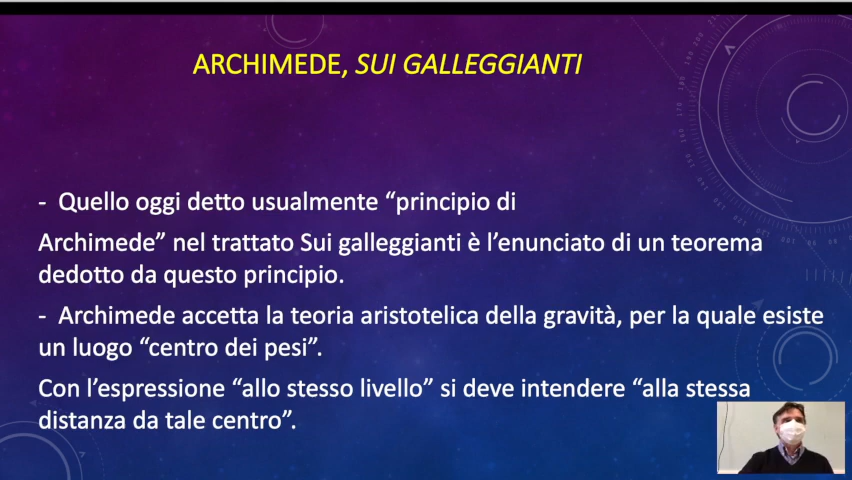 ARCHIMEDE, SUI GALLEGGIANTI
- Quello oggi detto usualmente “principio di
Archimede” nel trattato Sui galleggianti è l’enunciato di un teorema
dedotto da questo principio.
- Archimede accetta la teoria aristotelica della gravità, per la quale esiste
un luogo “centro dei pesi”.
Con l’espressione “allo stesso livello” si deve intendere “alla stessa
distanza da tale centro”.